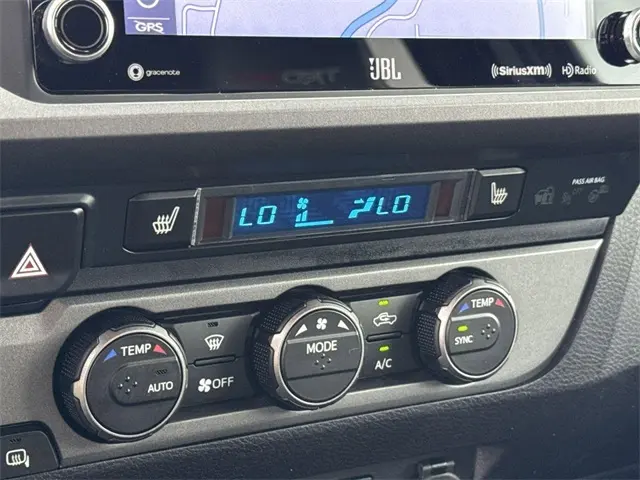 GPS
gracenote
JBL
((SiriusXM)) HD Radio
LO LO
PASS AIR BAG
TEMP
AUTO
OFF
MODE
A/C
TEMP
SYNC